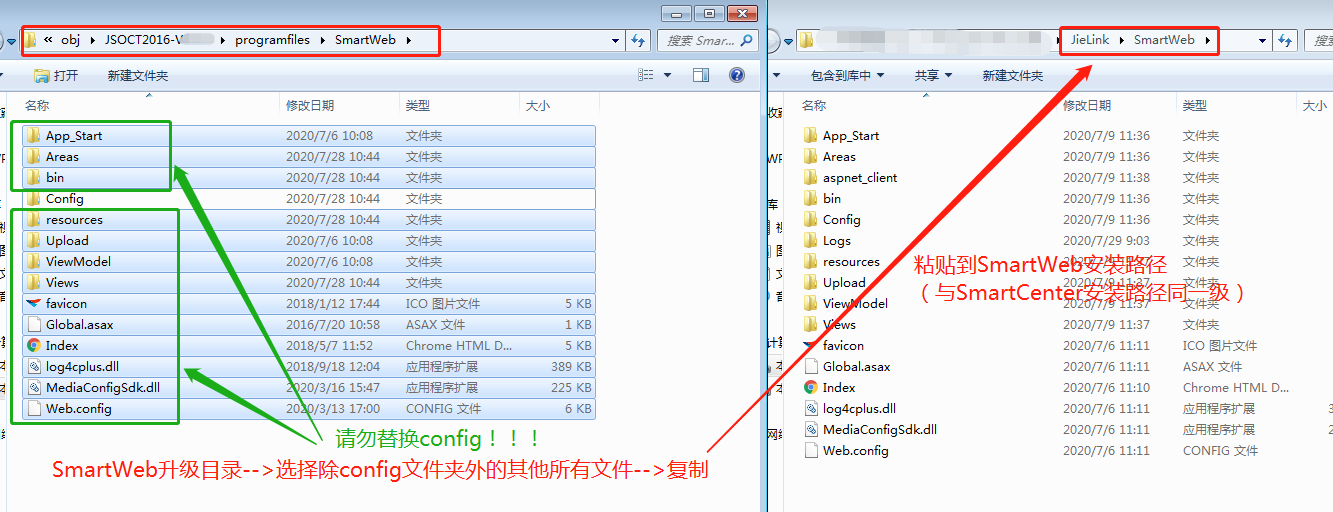 « obj JSOCT2016-V programfiles SmartWeb
搜索 Smar...
打开 新建文件夹
名称 修改日期 类型 大小
App_Start 2020/7/6 10:08 文件夹
Areas 2020/7/28 10:44 文件夹
bin 2020/7/28 10:44 文件夹
Config 2020/7/28 10:44 文件夹
resources 2020/7/28 10:44 文件夹
Upload 2020/7/6 10:08 文件夹
ViewModel 2020/7/6 10:08 文件夹
Views 2020/7/28 10:44 文件夹
favicon 2018/1/12 17:44 ICO 图片文件 5 KB
Global.asax 2016/7/20 10:58 ASAX 文件 1 KB
Index 2018/5/7 11:52 Chrome HTML D... 5 KB
log4cplus.dll 2018/9/18 12:04 应用程序扩展 389 KB
MediaConfigSdk.dll 2020/3/16 15:47 应用程序扩展 225 KB
Web.config 2020/3/13 17:00 CONFIG 文件 6 KB
请勿替换config！！！
SmartWeb升级目录-->选择除config文件夹外的其他所有文件-->复制
JieLink SmartWeb
搜索
包含到库中 共享 新建文件夹
名称 修改日期 类型 大小
App_Start 2020/7/9 11:36 文件夹
Areas 2020/7/9 11:36 文件夹
aspnet_client 2020/7/9 11:38 文件夹
bin 2020/7/9 11:36 文件夹
Config 2020/7/9 11:36 文件夹
Logs 2020/7/29 9:03 文件夹
resources 文件夹
粘贴到SmartWeb安装路径
Upload 文件夹
（与SmartCenter安装路径同一级）
ViewModel 2020/7/9 11:37 文件夹
Views 2020/7/9 11:37 文件夹
favicon 2020/7/6 11:11 ICO 图片文件
Global.asax 2020/7/6 11:11 ASAX 文件
Index 2020/7/6 11:10 Chrome HTML D...
log4cplus.dll 2020/7/6 11:11 应用程序扩展
MediaConfigSdk.dll 2020/7/6 11:11 应用程序扩展
Web.config 2020/7/6 11:11 CONFIG 文件